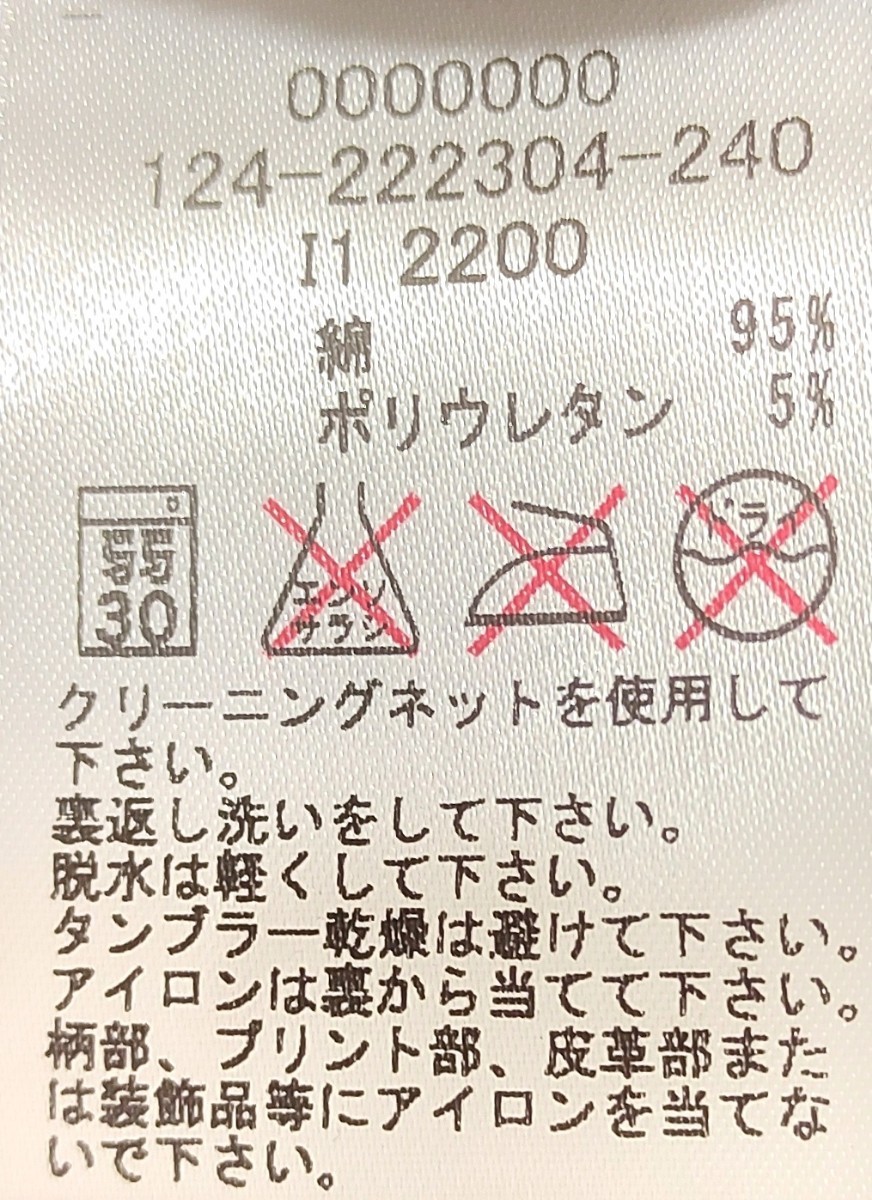 0000000
124-222304-240
I1 2200
綿 95%
ポリウレタン 5%
弱
30
エンソ
サラシ
ドライ
クリーニングネットを使用して
下さい。
裏返し洗いをして下さい。
脱水は軽くして下さい。
タンブラー乾燥は避けて下さい。
アイロンは裏から当てて下さい。
柄部、プリント部、皮革部また
は装飾品等にアイロンを当てな
いで下さい。